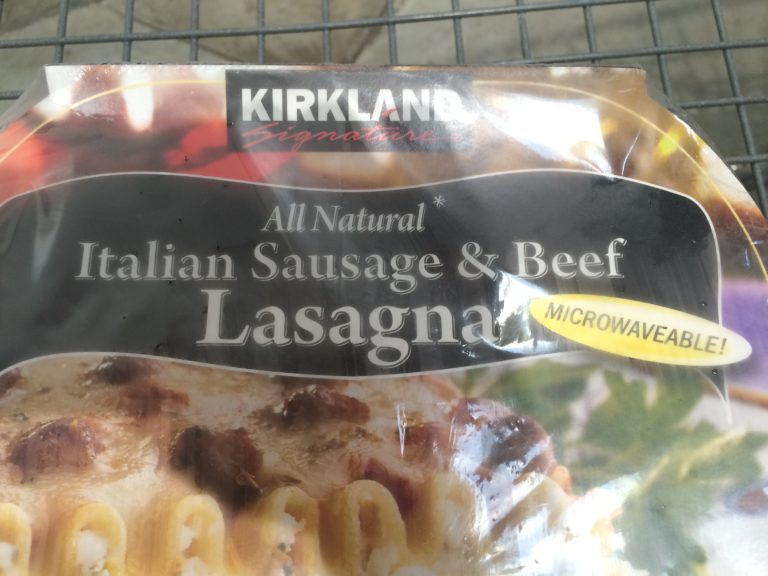 KIRKLAND
Signature
All Natural*
Italian Sausage & Beef
Lasagna
MICROWAVEABLE!